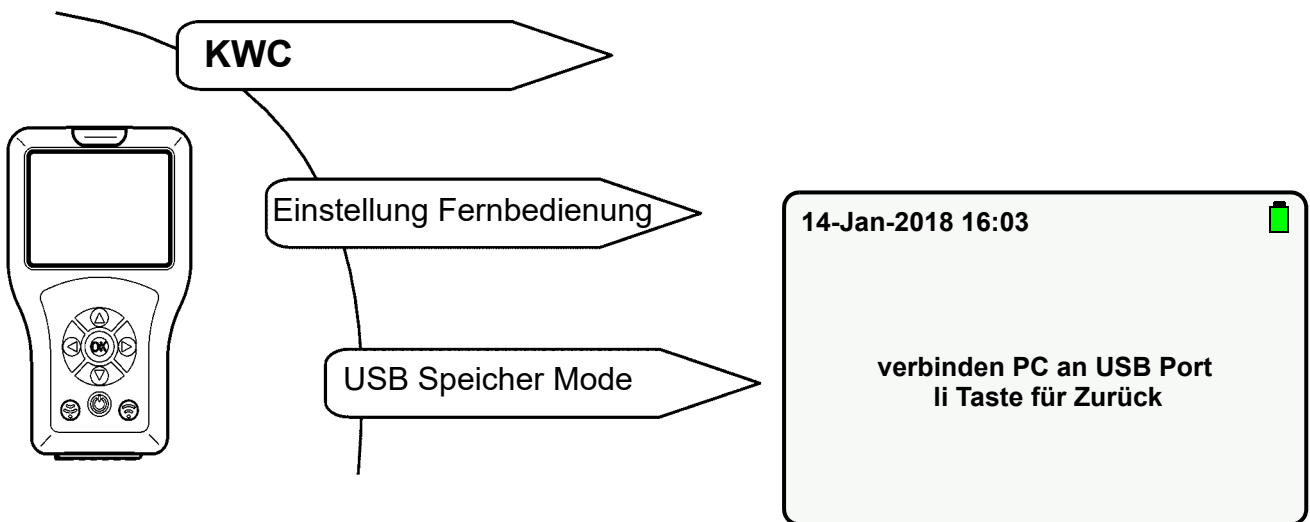 KWC
Einstellung Fernbedienung
USB Speicher Mode
14-Jan-2018 16:03
verbinden PC an USB Port
li Taste für Zurück
OK